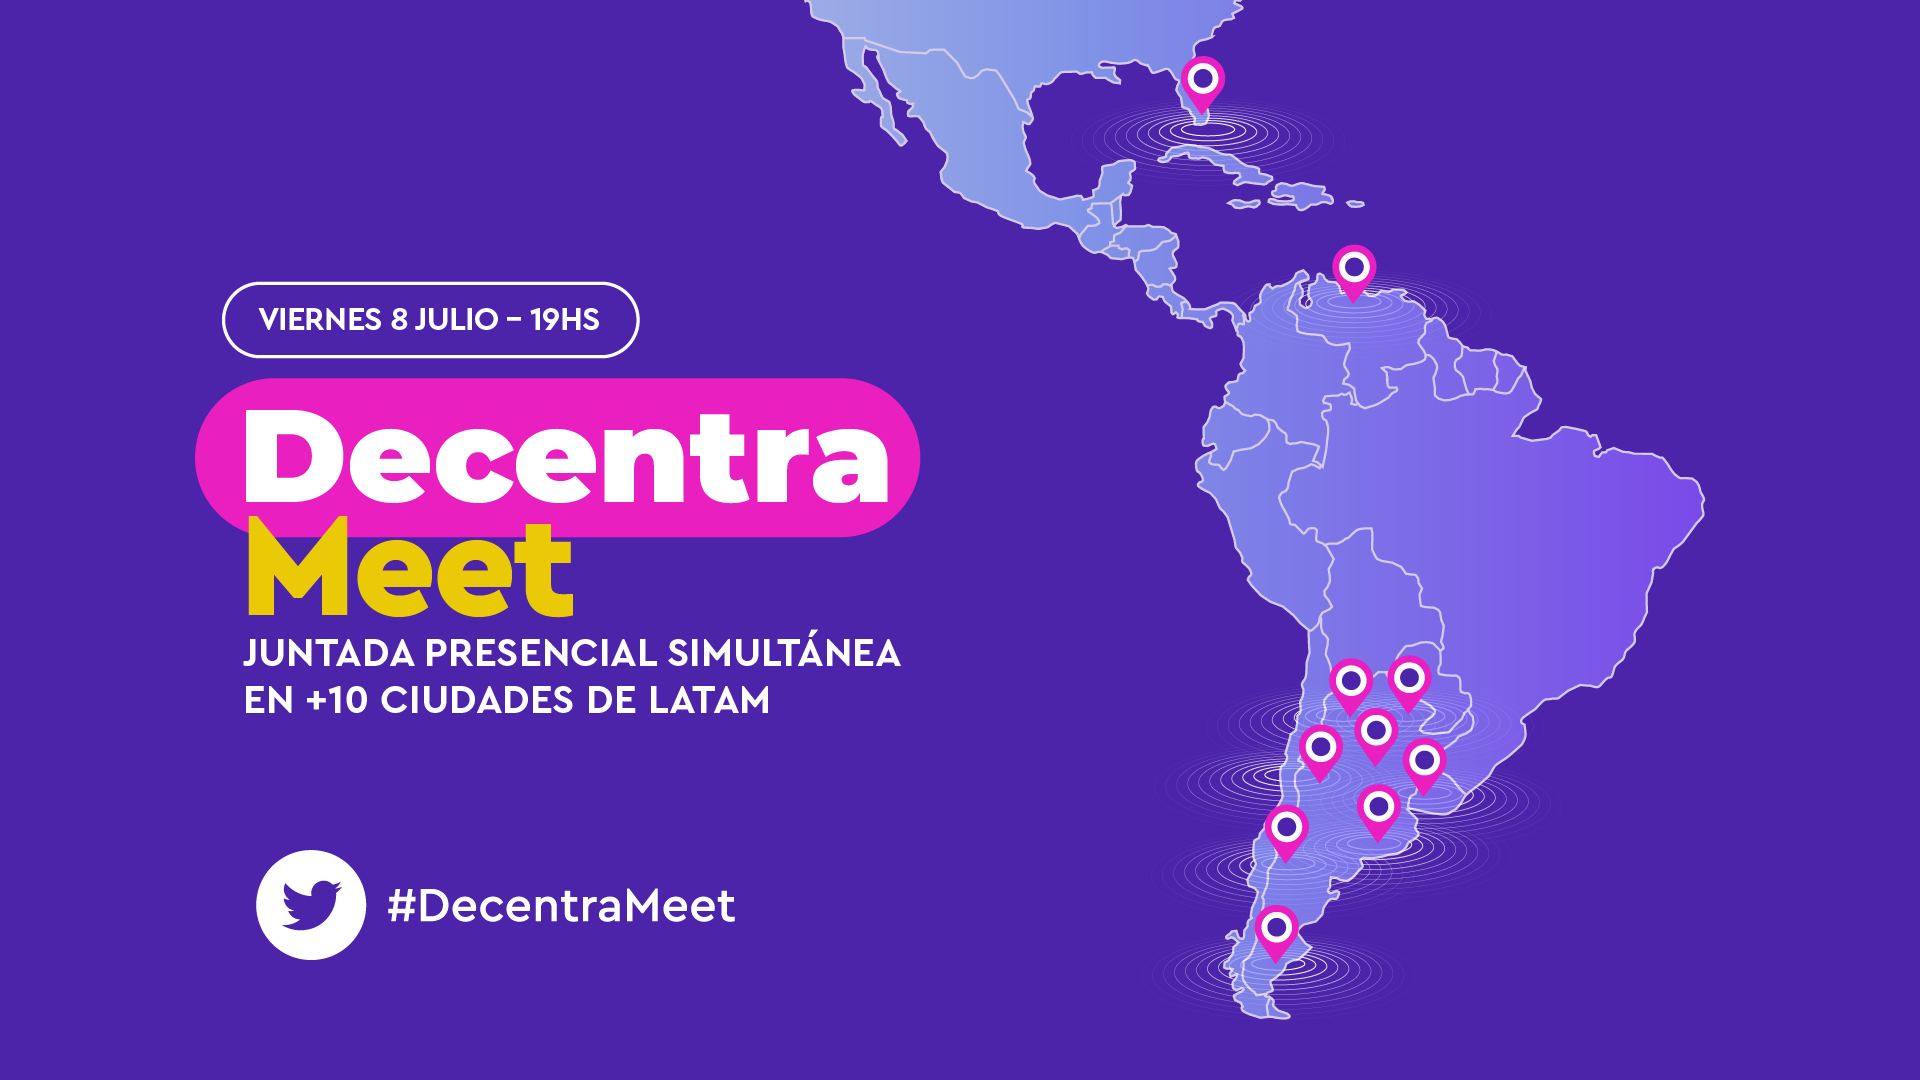 VIERNES 8 JULIO – 19HS
Decentra
Meet
JUNTADA PRESENCIAL SIMULTÁNEA
EN +10 CIUDADES DE LATAM
#DecentraMeet